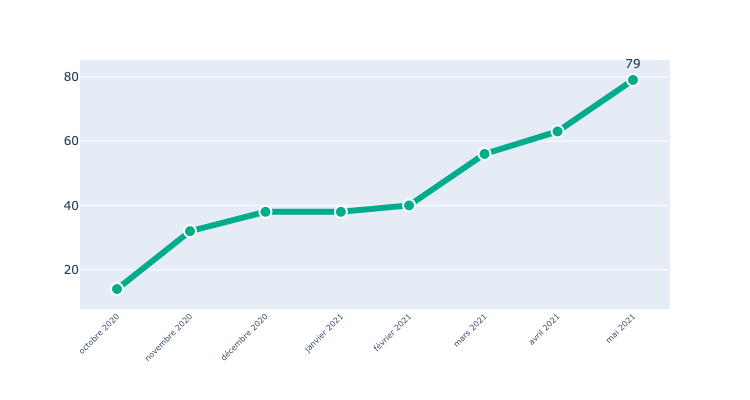 79
80
60
40
20
octobre 2020
novembre 2020
décembre 2020
janvier 2021
février 2021
mars 2021
avril 2021
mai 2021